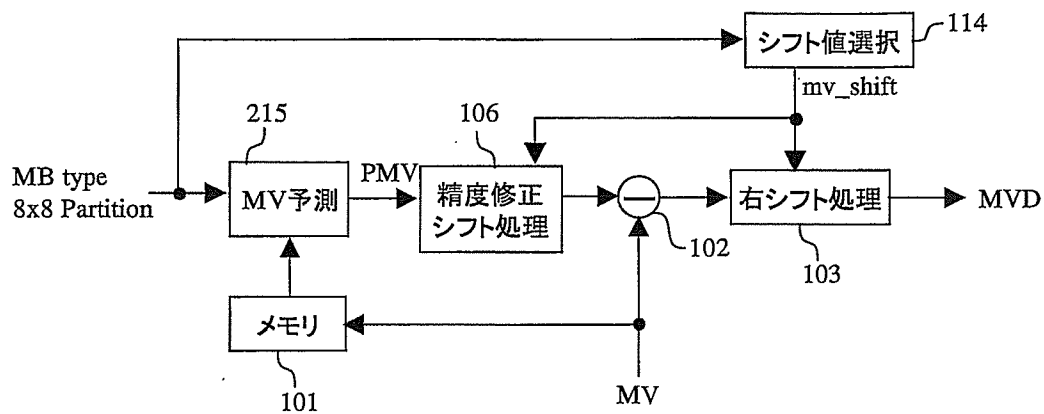 シフト値選択
114
mv_shift
215
106
MB type
8x8 Partition
MV予測
PMV
精度修正
シフト処理
102
右シフト処理
103
MVD
メモリ
101
MV